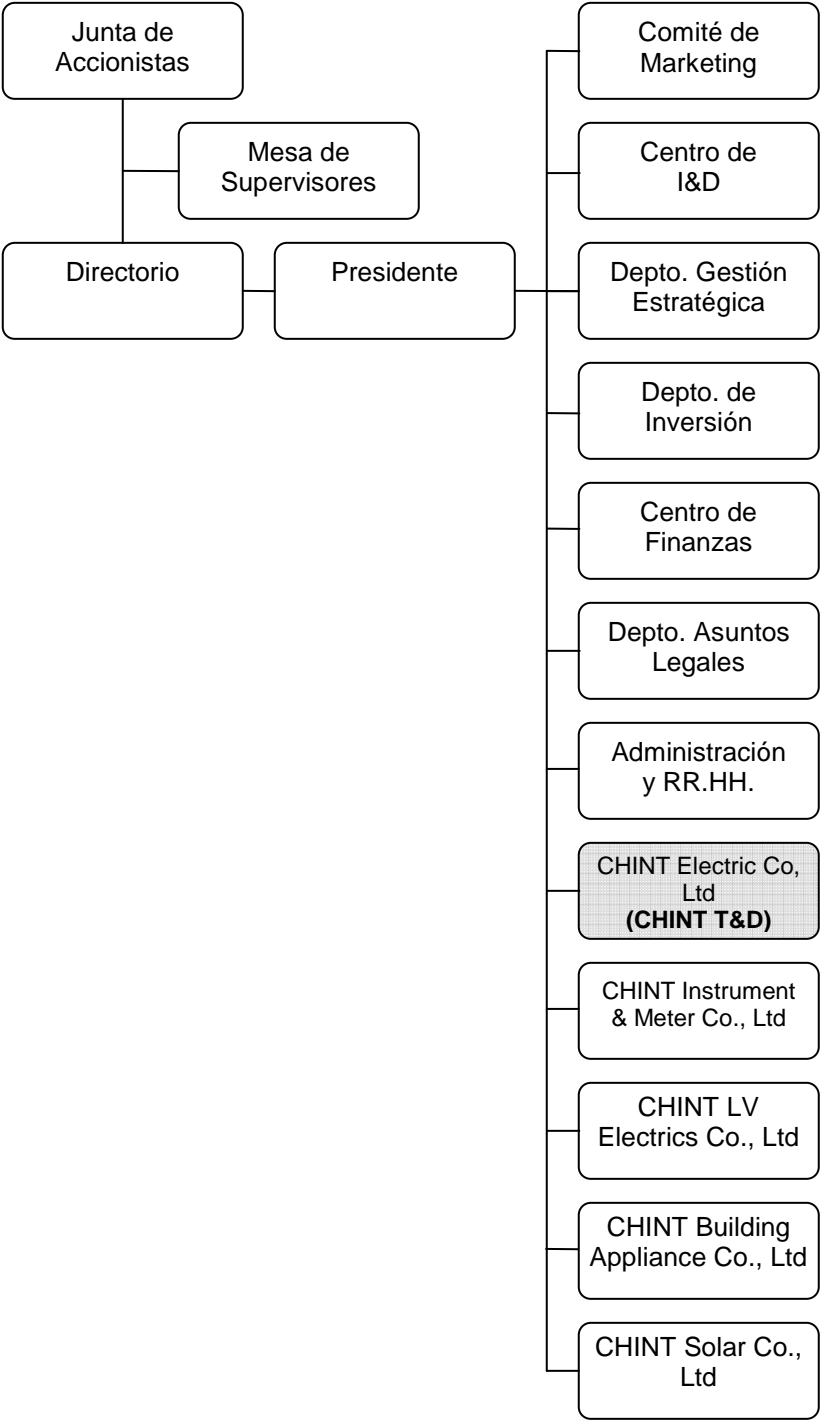 Junta de
Accionistas
Mesa de
Supervisores
Directorio
Presidente
Comité de
Marketing
Centro de
I&D
Depto. Gestión
Estratégica
Depto. de
Inversión
Centro de
Finanzas
Depto. Asuntos
Legales
Administración
y RR.HH.
CHINT Electric Co,
Ltd
(CHINT T&D)
CHINT Instrument
& Meter Co., Ltd
CHINT LV
Electrics Co., Ltd
CHINT Building
Appliance Co., Ltd
CHINT Solar Co.,
Ltd